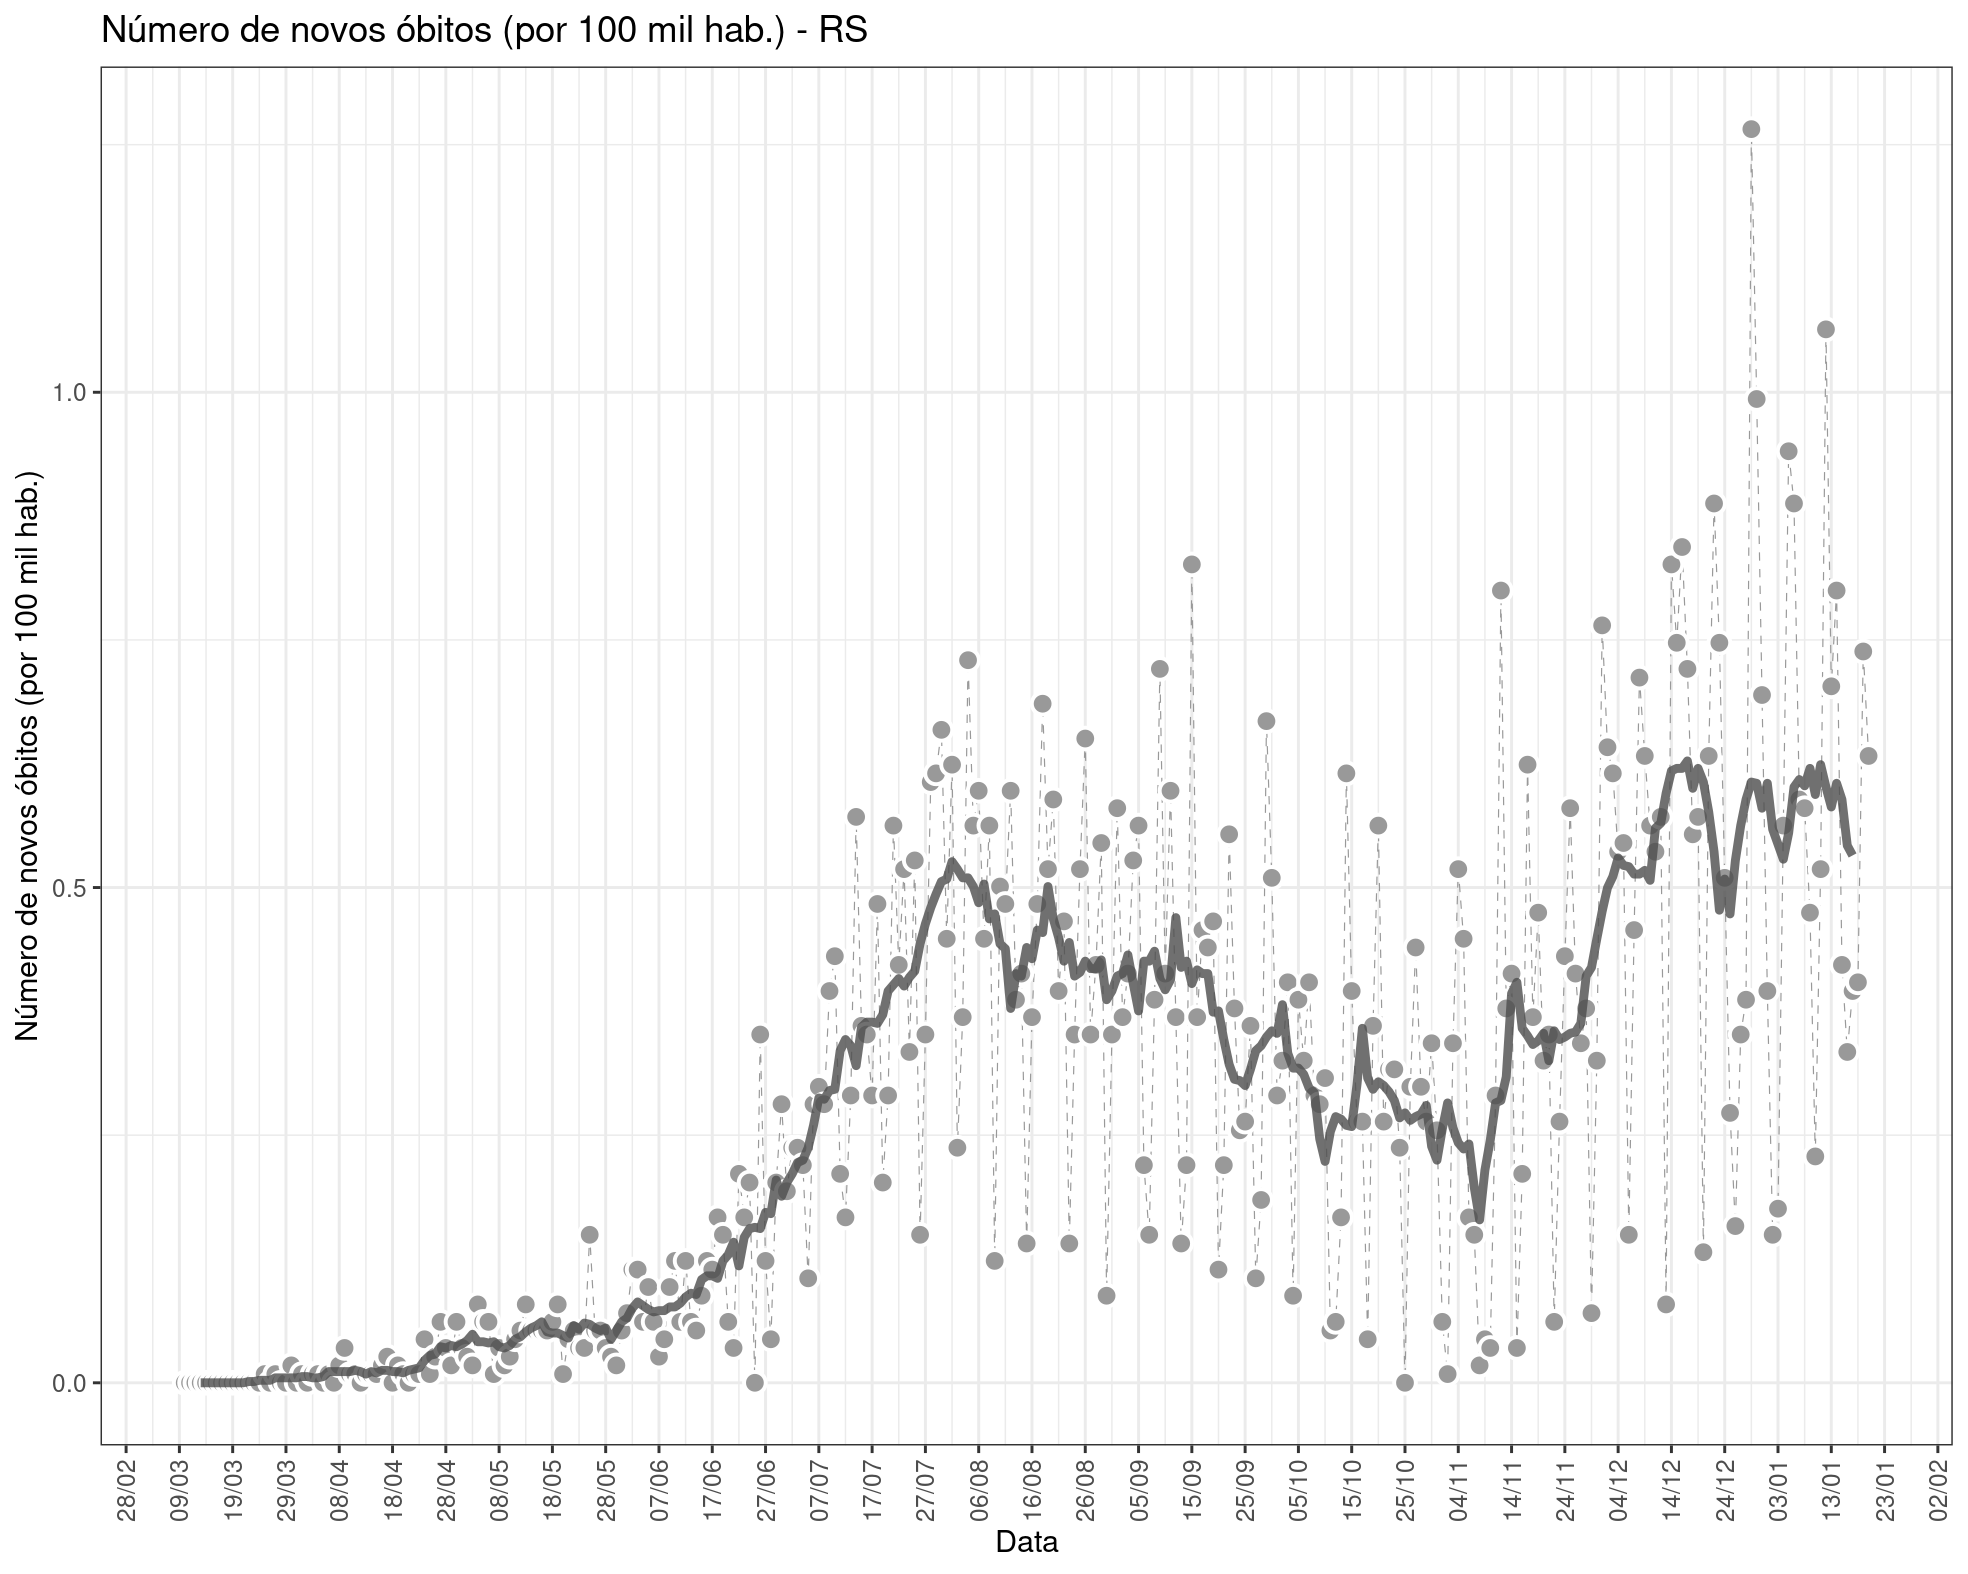 Número de novos óbitos (por 100 mil hab.) - RS
Número de novos óbitos (por 100 mil hab.)
1.0
0.5
0.0
28/02 09/03 19/03 29/03 08/04 18/04 28/04 08/05 18/05 28/05 07/06 17/06 27/06 07/07 17/07 27/07 06/08 16/08 26/08 05/09 15/09 25/09 05/10 15/10 25/10 04/11 14/11 24/11 04/12 14/12 24/12 03/01 13/01 23/01 02/02
Data